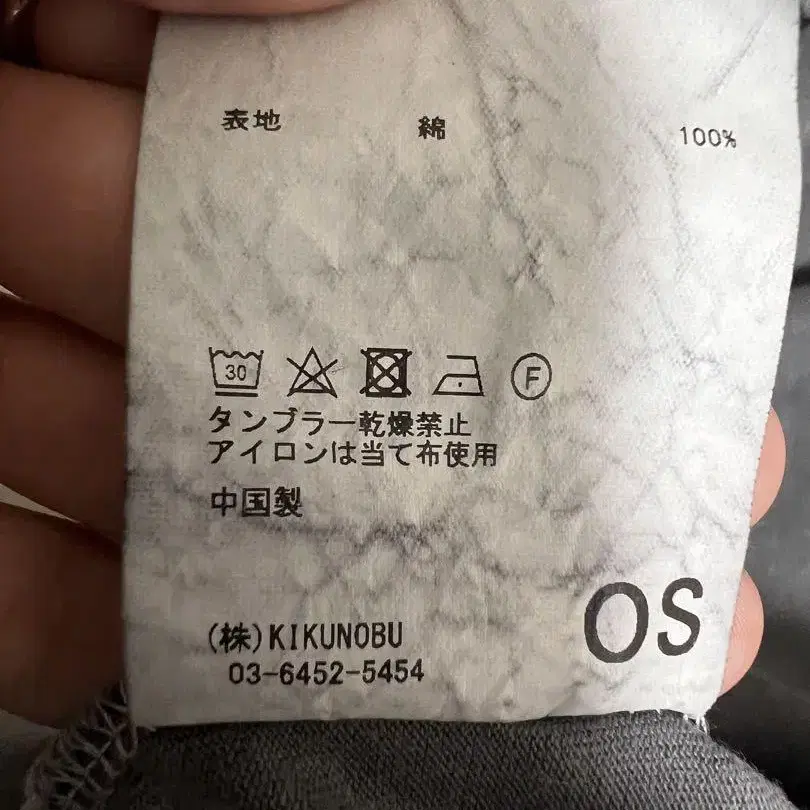 表地 綿 100%
30 F
タンブラー乾燥禁止
アイロンは当て布使用
中国製
OS
(株)KIKUNOBU
03-6452-5454